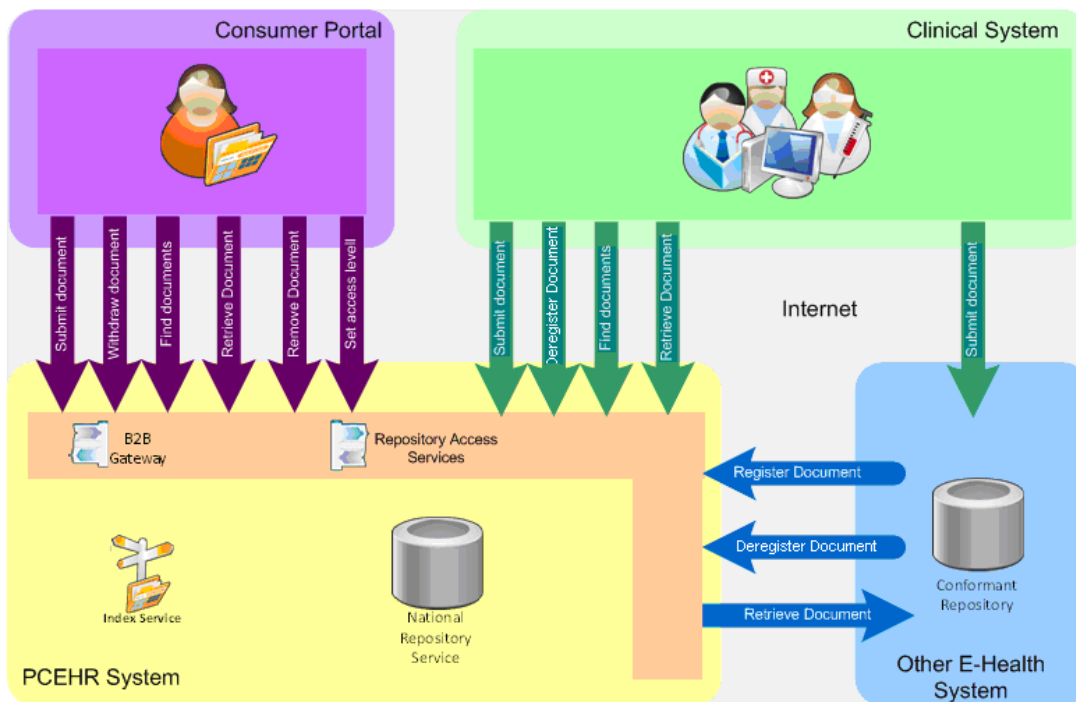 Consumer Portal
Clinical System
Submit document
Withdraw document
Find documents
Retrieve Document
Remove Document
Set access levell
Submit document
Deregister Document
Find documents
Retrieve Document
Submit document
Internet
B2B
Gateway
Repository Access
Services
Register Document
Deregister Document
Retrieve Document
Conformant
Repository
Index Service
National
Repository
Service
PCEHR System
Other E-Health
System